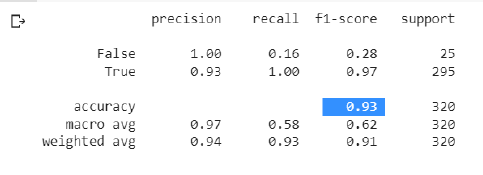 precision recall f1-score support
False 1.00 0.16 0.28 25
True 0.93 1.00 0.97 295
accuracy 0.93 320
macro avg 0.97 0.58 0.62 320
weighted avg 0.94 0.93 0.91 320